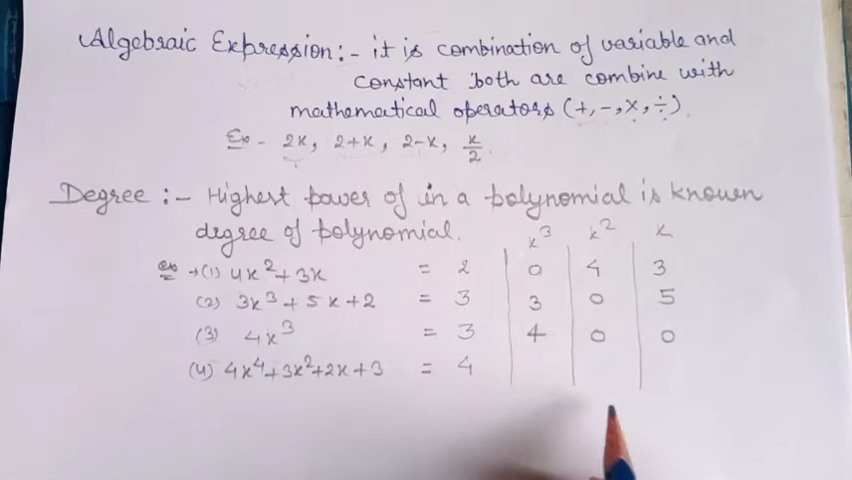 Algebraic Expression:- it is combination of variable and
constant both are combine with
mathematical operators (+, -, x, ÷).
Ex - 2x, 2+x, 2-x, x/2
Degree :- Highest power of in a polynomial is known
degree of polynomial. x³ x² x
ex → (1) 4x²+3x = 2 0 4 3
(2) 3x³+5x+2 = 3 3 0 5
(3) 4x³ = 3 4 0 0
(4) 4x⁴+3x²+2x+3 = 4